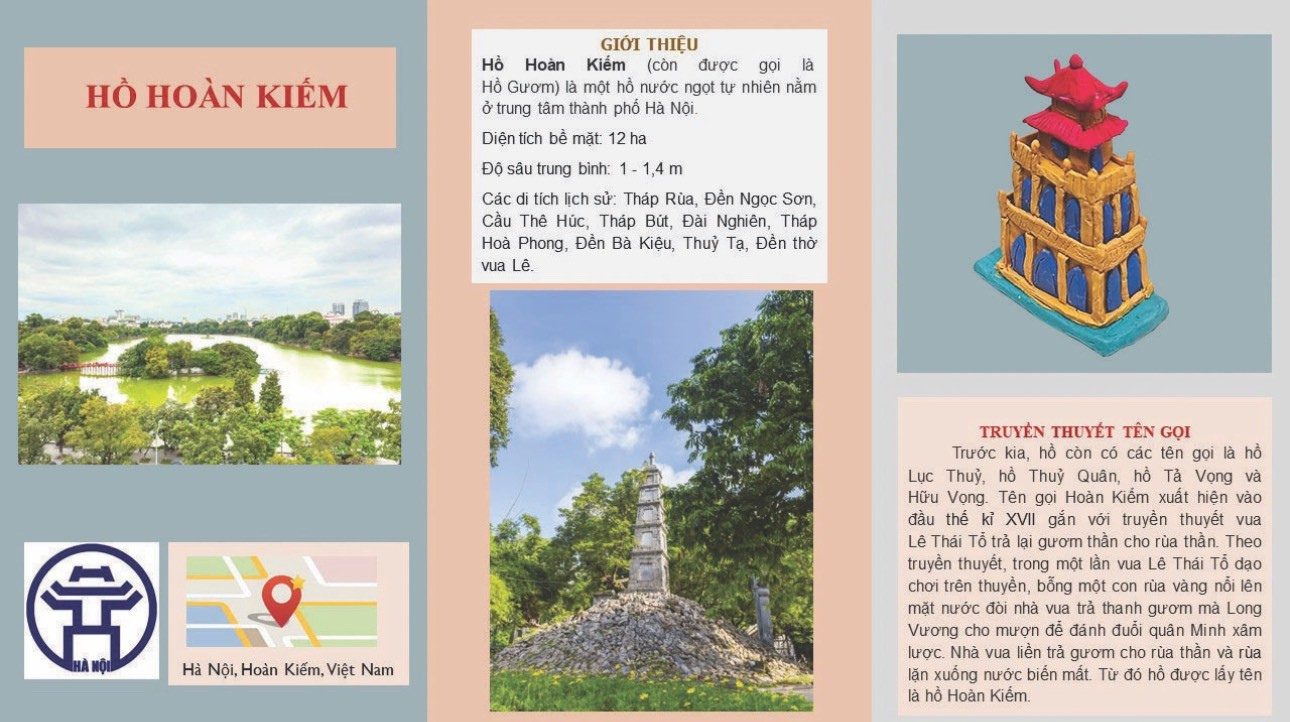 HỒ HOÀN KIẾM
HÀ NỘI
Hà Nội, Hoàn Kiếm, Việt Nam
GIỚI THIỆU
Hồ Hoàn Kiếm (còn được gọi là
Hồ Gươm) là một hồ nước ngọt tự nhiên nằm
ở trung tâm thành phố Hà Nội.
Diện tích bề mặt: 12 ha
Độ sâu trung bình: 1 - 1,4 m
Các di tích lịch sử: Tháp Rùa, Đền Ngọc Sơn,
Cầu Thê Húc, Tháp Bút, Đài Nghiên, Tháp
Hoà Phong, Đền Bà Kiệu, Thuỷ Tạ, Đền thờ
vua Lê.
TRUYỀN THUYẾT TÊN GỌI
Trước kia, hồ còn có các tên gọi là hồ
Lục Thuỷ, hồ Thuỷ Quân, hồ Tả Vọng và
Hữu Vọng. Tên gọi Hoàn Kiếm xuất hiện vào
đầu thế kỉ XVII gắn với truyền thuyết vua
Lê Thái Tổ trả lại gươm thần cho rùa thần. Theo
truyền thuyết, trong một lần vua Lê Thái Tổ dạo
chơi trên thuyền, bỗng một con rùa vàng nổi lên
mặt nước đòi nhà vua trả thanh gươm mà Long
Vương cho mượn để đánh đuổi quân Minh xâm
lược. Nhà vua liền trả gươm cho rùa thần và rùa
lặn xuống nước biến mất. Từ đó hồ được lấy tên
là hồ Hoàn Kiếm.